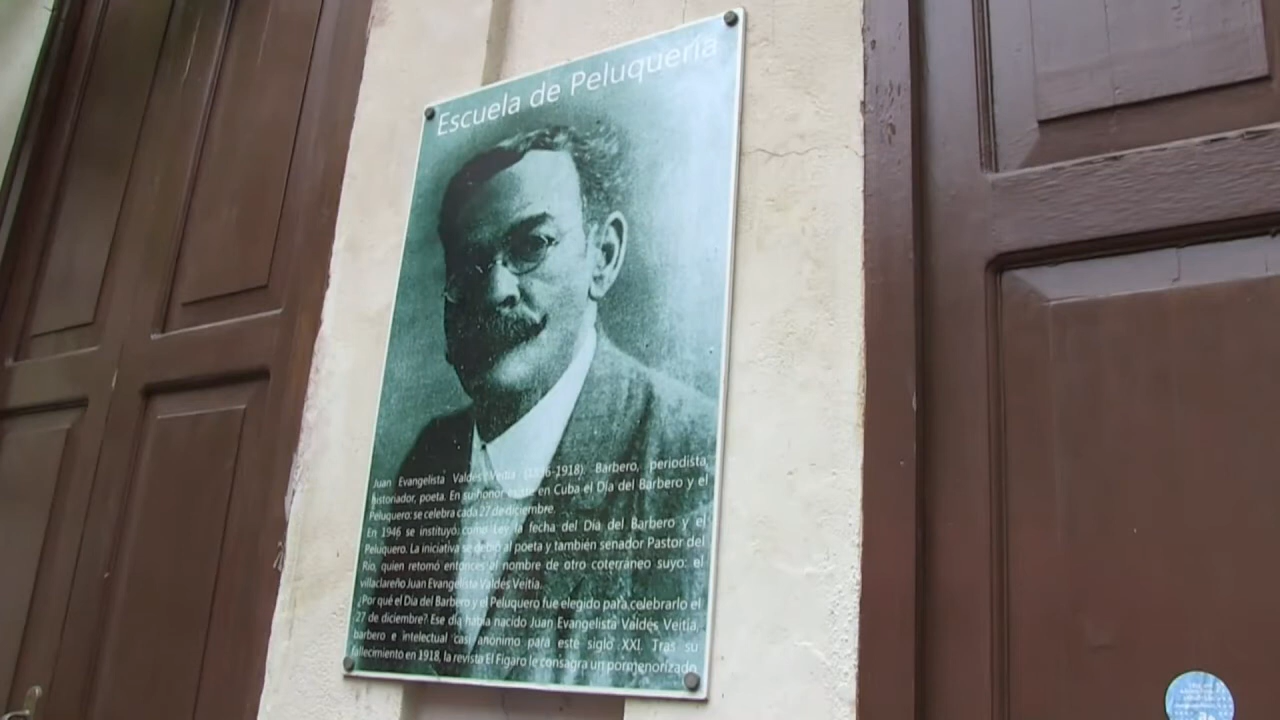 Escuela de Peluquería
Juan Evangelista Valdés Veitía -1918). Barbero, periodista,
historiador, poeta. En su honor existe en Cuba el Día del Barbero y el
Peluquero: se celebra cada 27 de diciembre.
En 1946 se instituyó como Ley la fecha del Día del Barbero y el
Peluquero. La iniciativa se debió al poeta y también senador Pastor del
Río, quien retomó entonces el nombre de otro coterráneo suyo: el
villaclareño Juan Evangelista Valdés Veitía.
¿Por qué el Día del Barbero y el Peluquero fue elegido para celebrarlo el
27 de diciembre? Ese día había nacido Juan Evangelista Valdés Veitía,
barbero e intelectual casi anónimo para este siglo XXI. Tras su
fallecimiento en 1918, la revista El Fígaro le consagra un pormenorizado